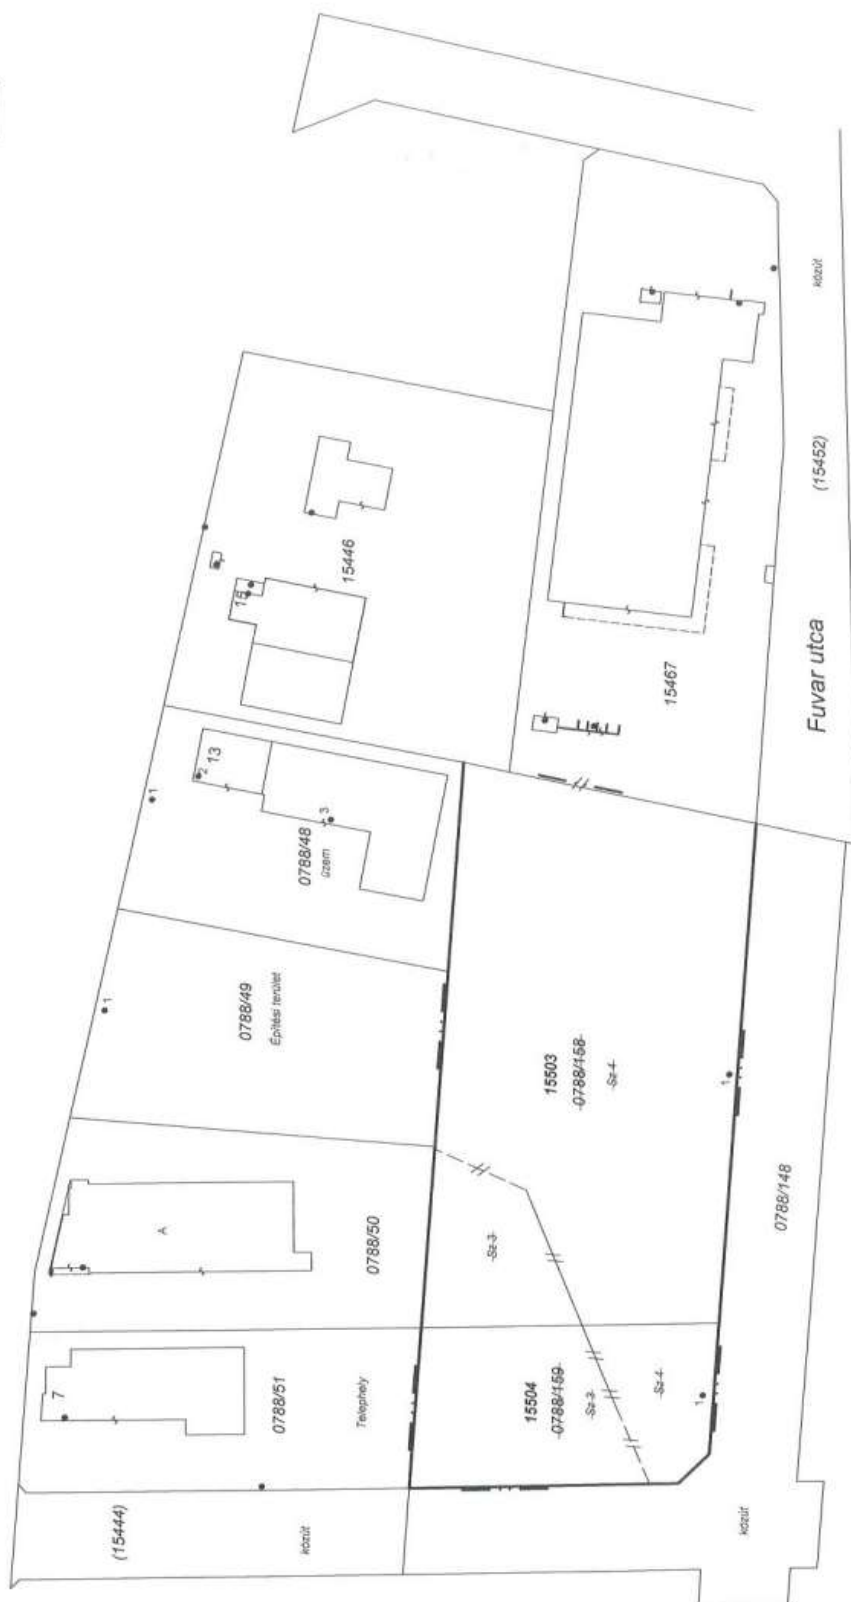 közút
(15452)
15446
15
Fuvar utca
15467
13
2
1
3
0788/48
üzem
0788/49
Építési terület
1
15503
0788/158
Sz 4
1
0788/148
A
0788/50
Sz 3
7
0788/51
Telephely
15504
0788/159
Sz 3
Sz 4
1
(15444)
közút
közút